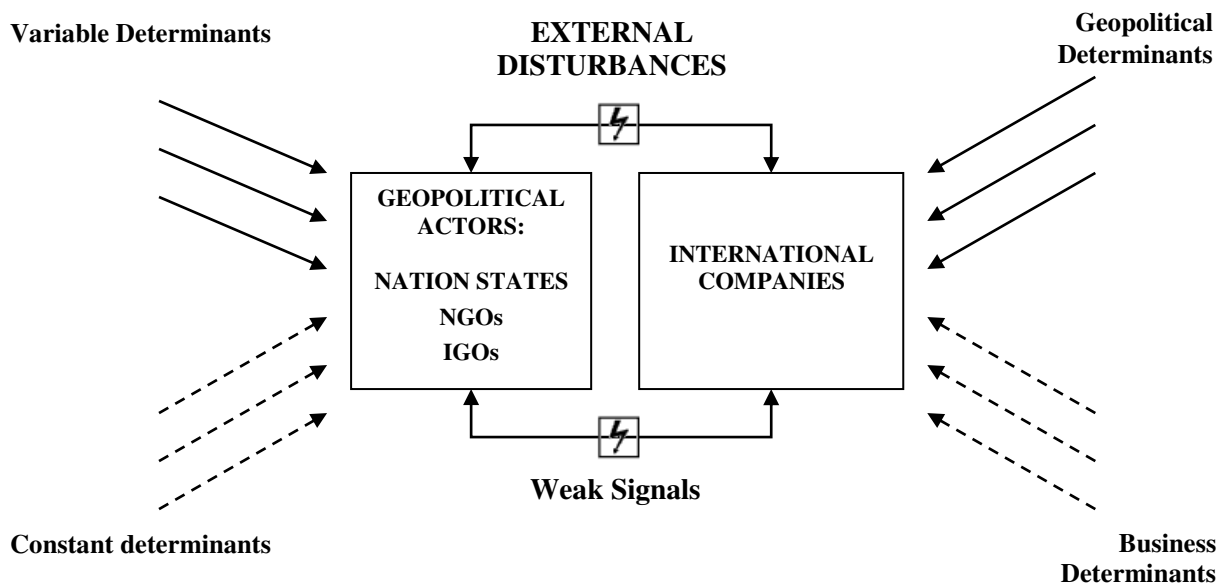 Variable Determinants
EXTERNAL
DISTURBANCES
Geopolitical
Determinants
GEOPOLITICAL
ACTORS:
NATION STATES
NGOs
IGOs
INTERNATIONAL
COMPANIES
Weak Signals
Constant determinants
Business
Determinants